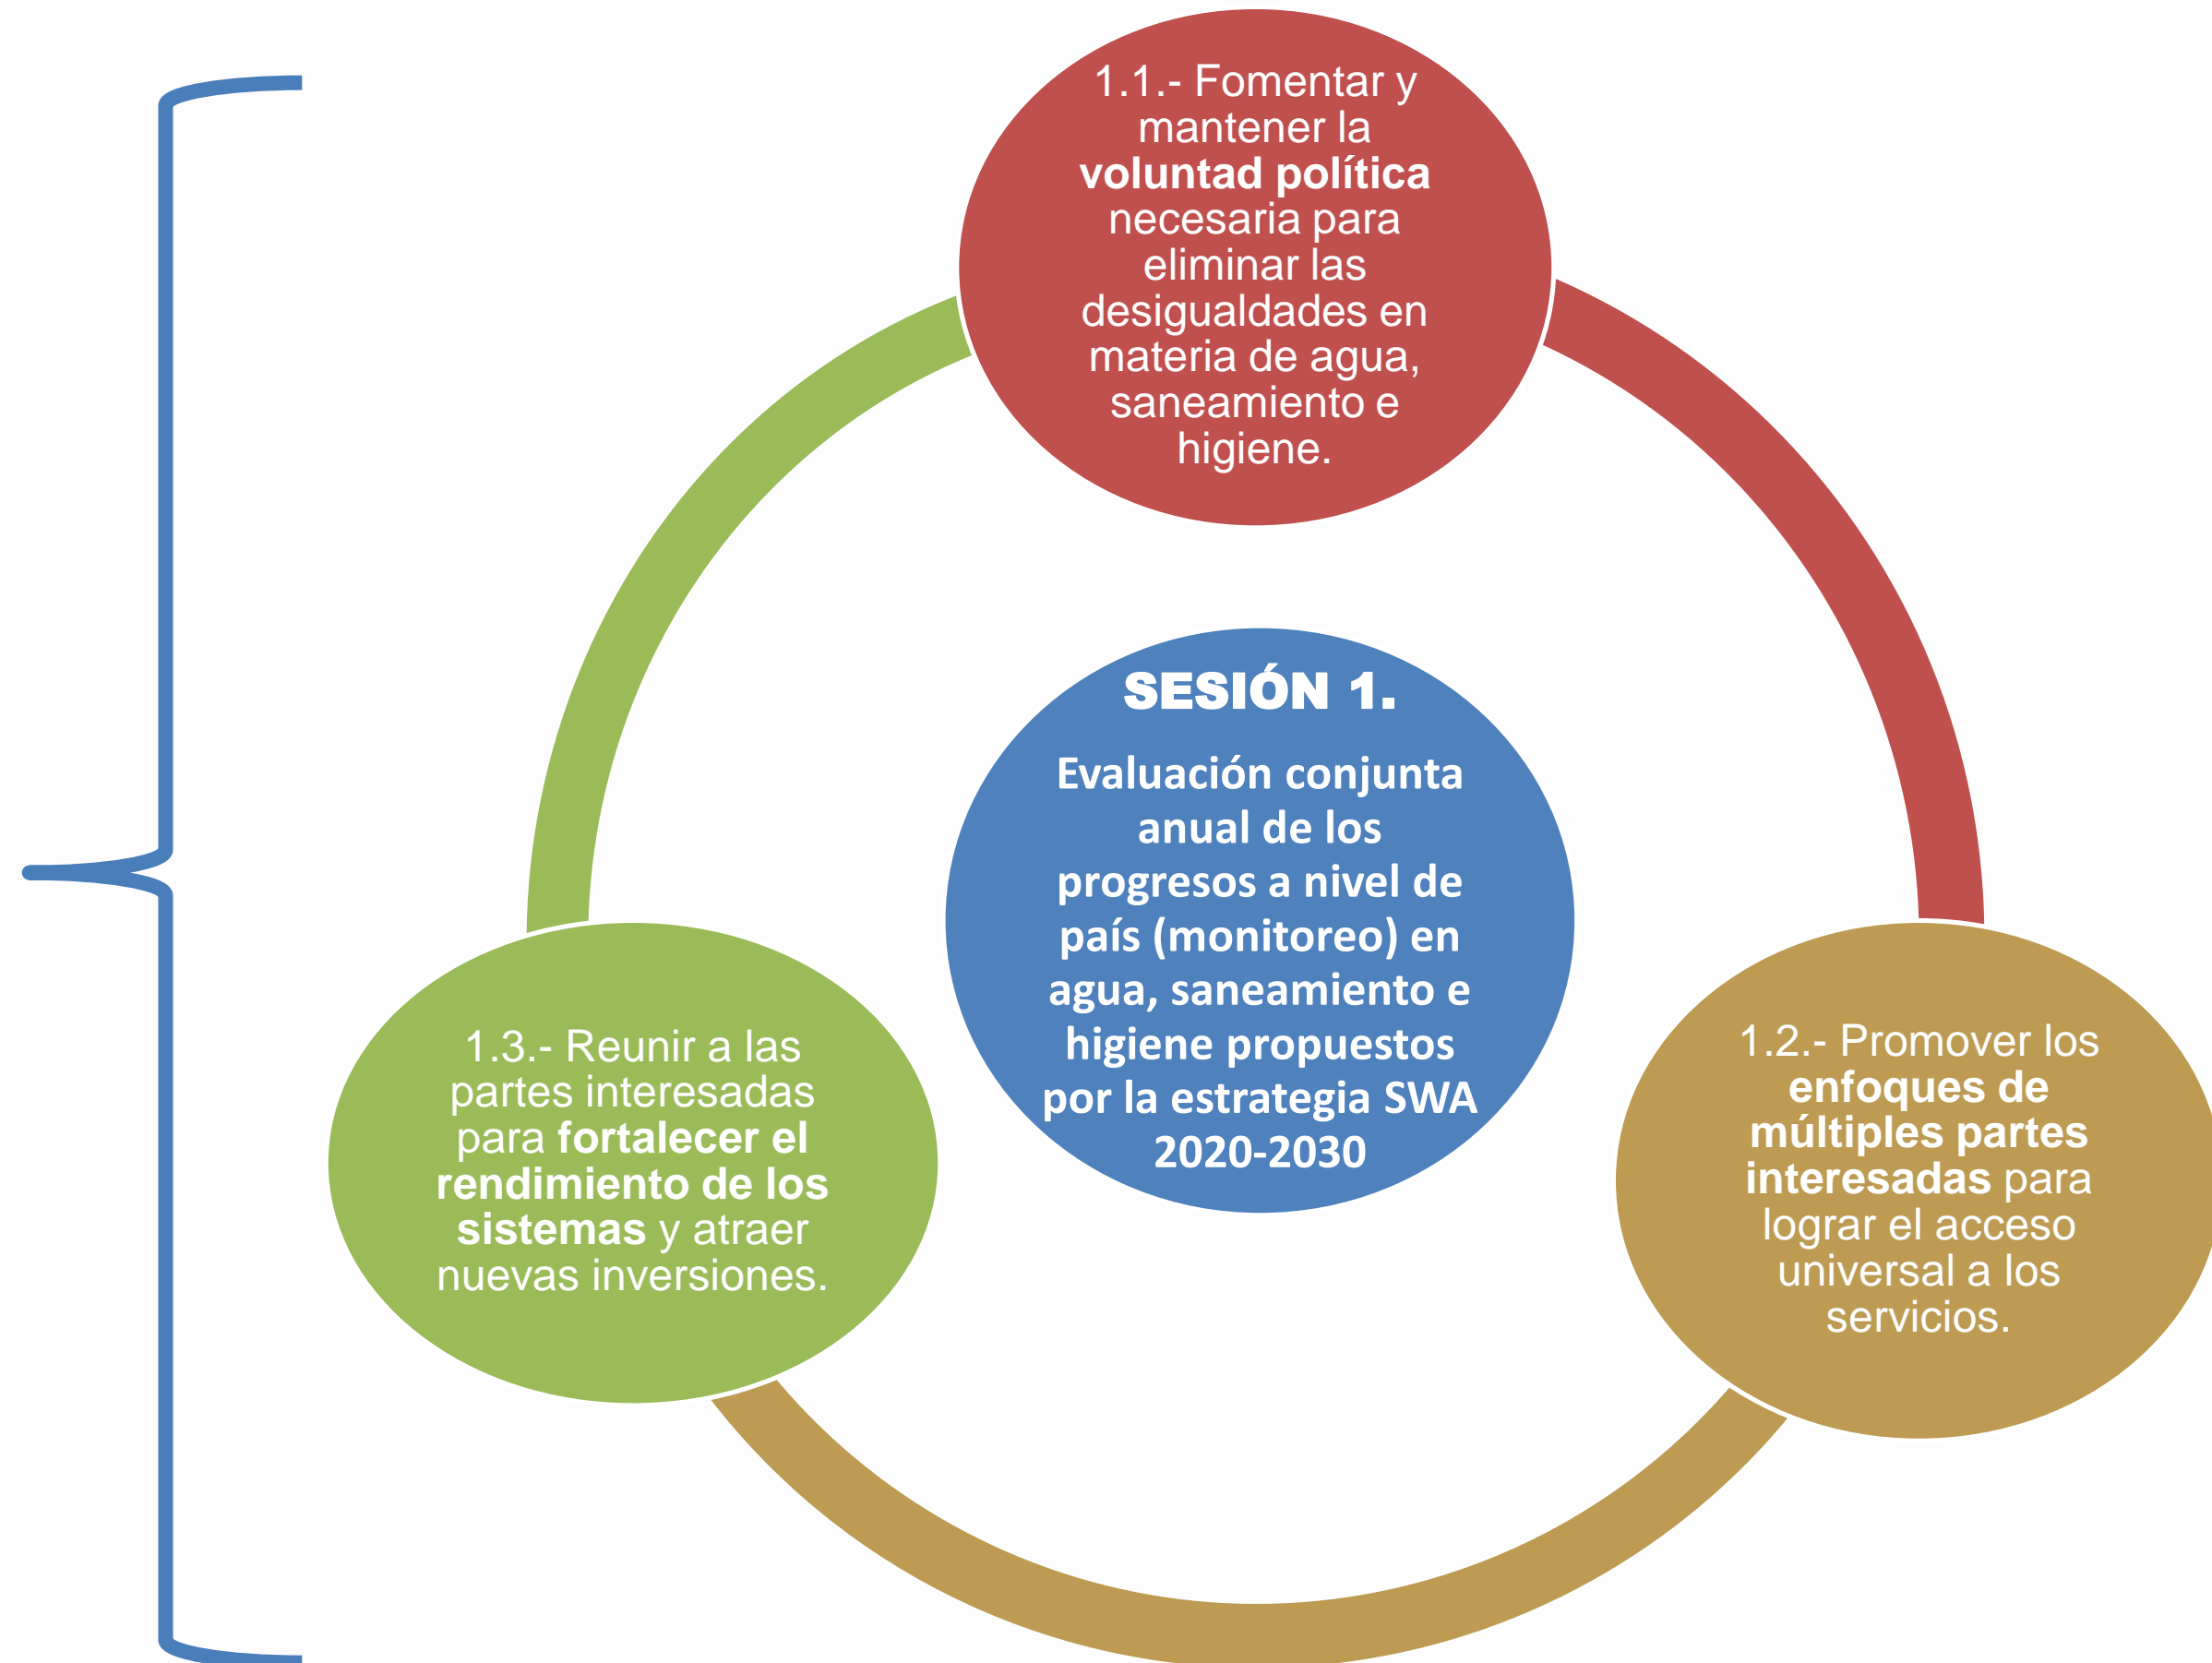 1.1.- Fomentar y
mantener la
voluntad política
necesaria para
eliminar las
desigualdades en
materia de agua,
saneamiento e
higiene.
SESIÓN 1.
Evaluación conjunta
anual de los
progresos a nivel de
país (monitoreo) en
agua, saneamiento e
higiene propuestos
por la estrategia SWA
2020-2030
1.2.- Promover los
enfoques de
múltiples partes
interesadas para
lograr el acceso
universal a los
servicios.
1.3.- Reunir a las
partes interesadas
para fortalecer el
rendimiento de los
sistemas y atraer
nuevas inversiones.